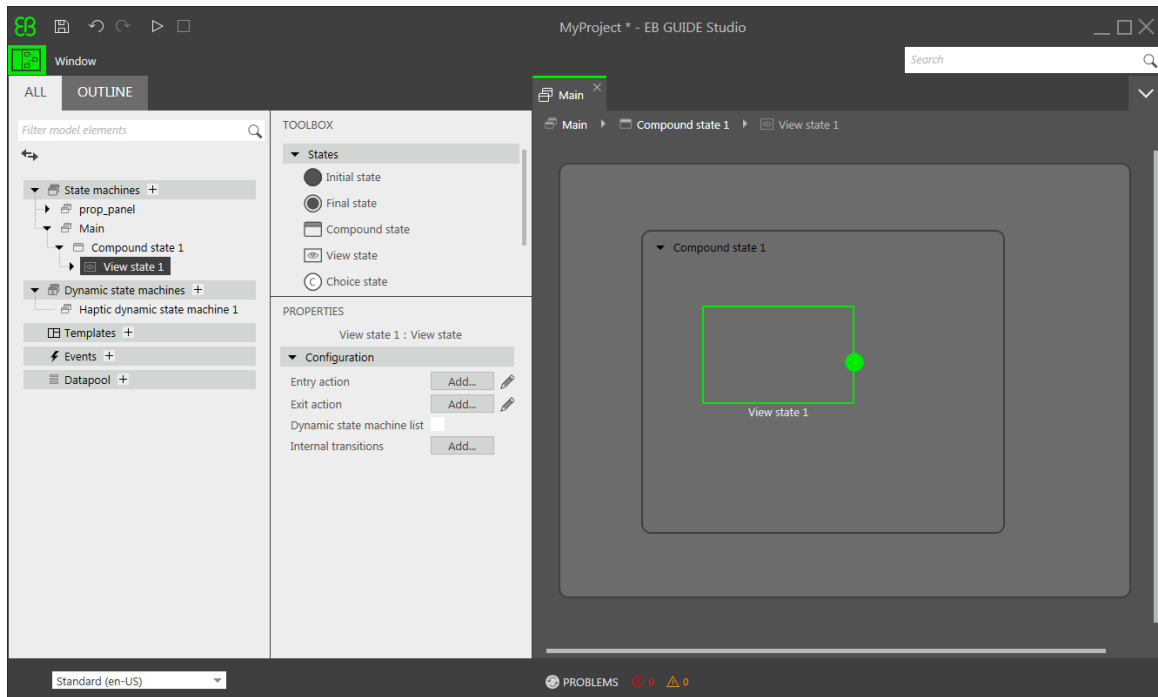 MyProject * - EB GUIDE Studio
Window
Search
ALL OUTLINE
Filter model elements
State machines +
prop_panel
Main
Compound state 1
View state 1
Dynamic state machines +
Haptic dynamic state machine 1
Templates +
Events +
Datapool +
TOOLBOX
States
Initial state
Final state
Compound state
View state
C Choice state
PROPERTIES
View state 1 : View state
Configuration
Entry action Add...
Exit action Add...
Dynamic state machine list
Internal transitions Add...
Main
Main Compound state 1 View state 1
Compound state 1
View state 1
Standard (en-US)
PROBLEMS 0 0